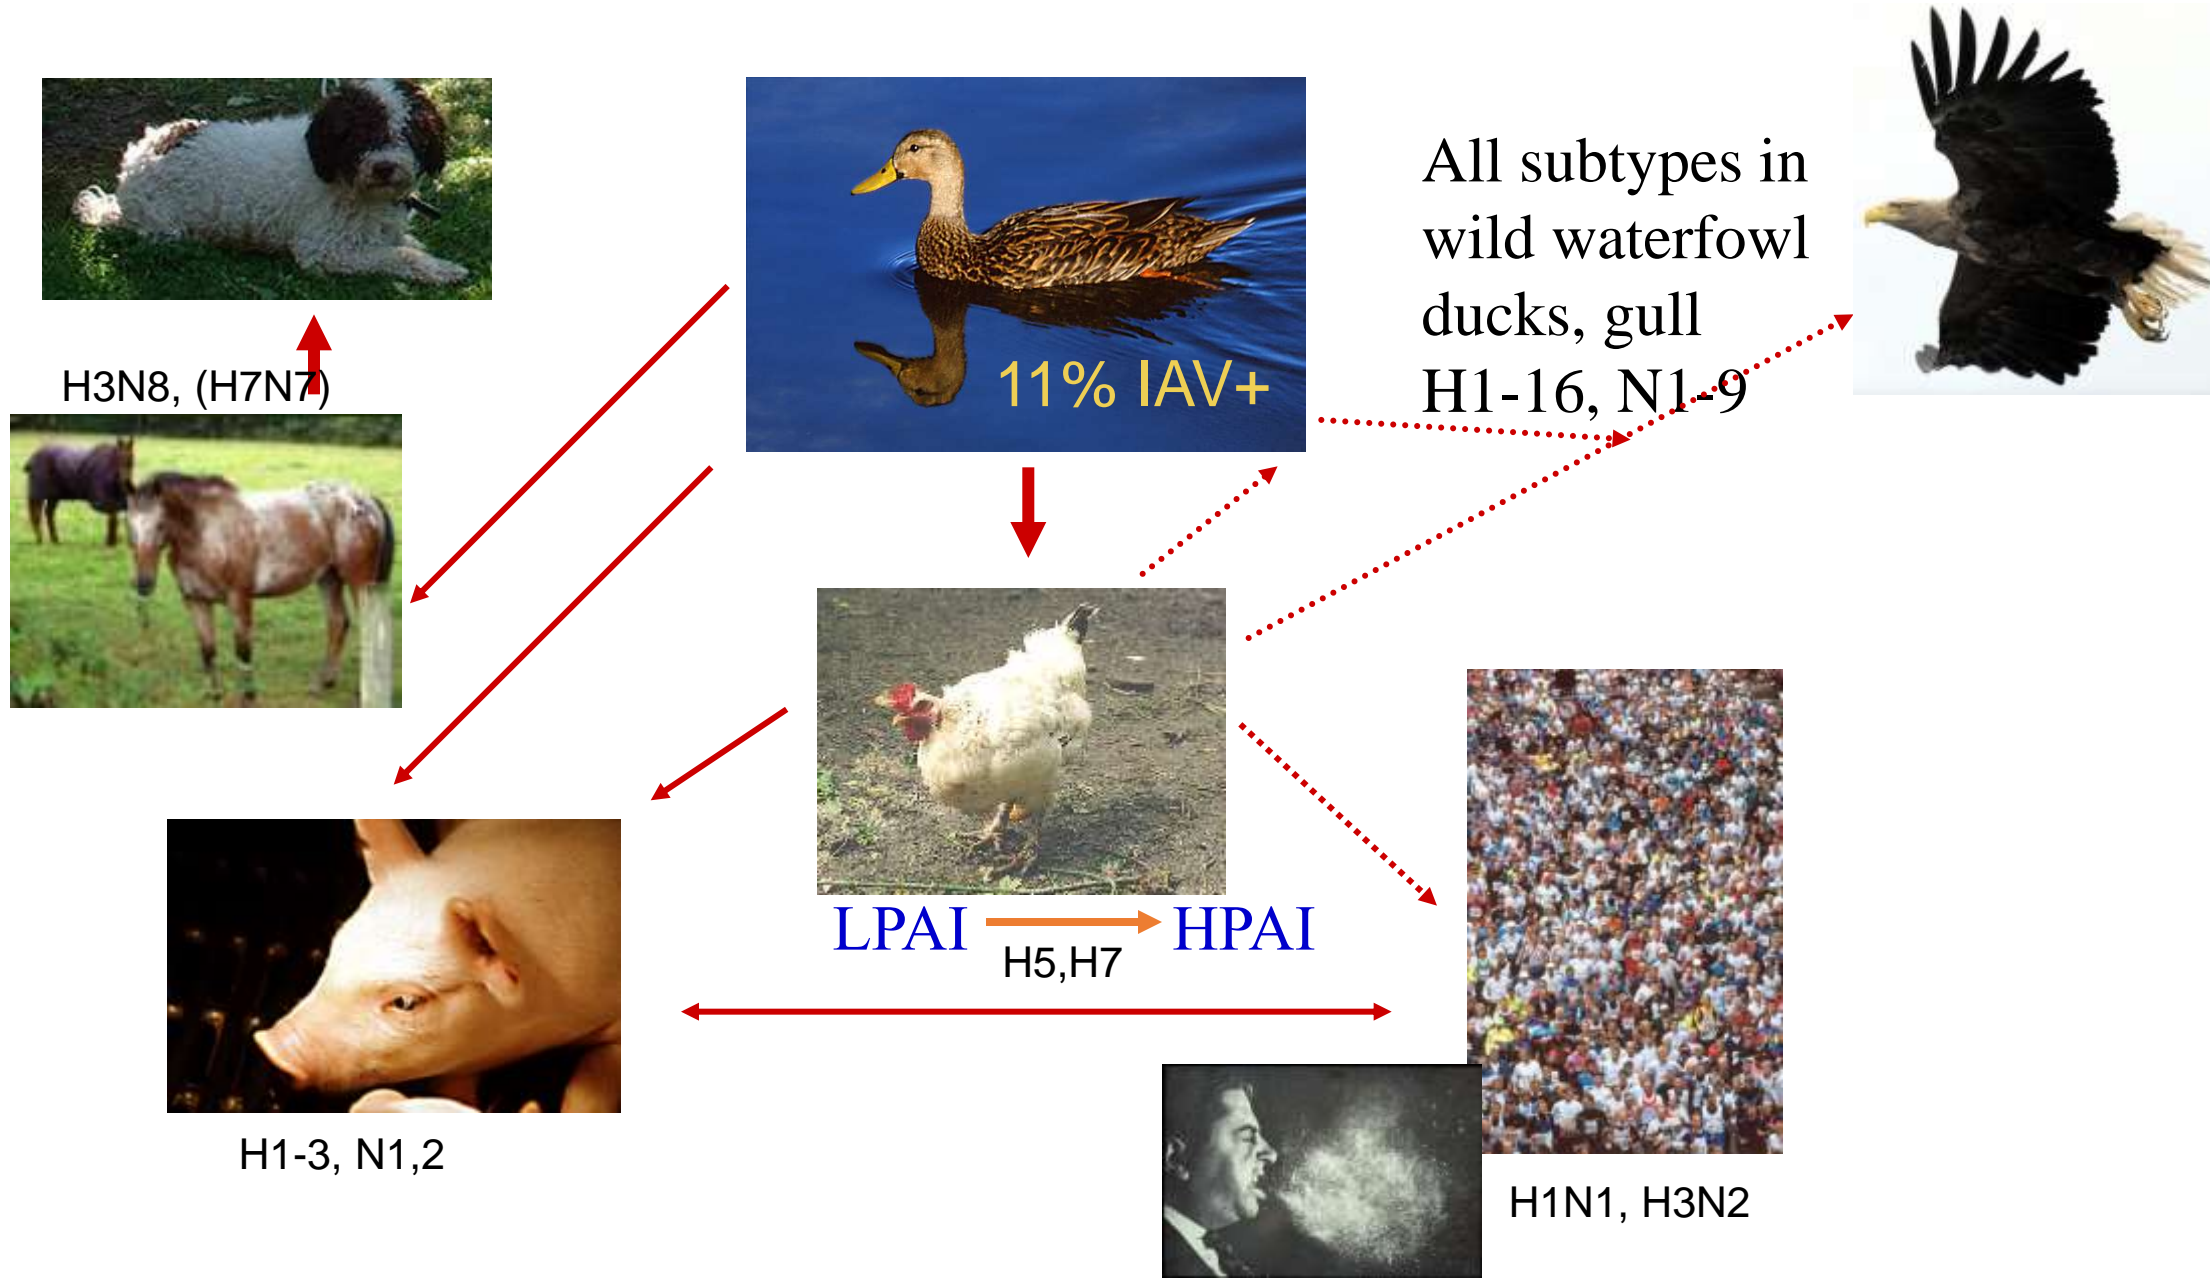 All subtypes in
wild waterfowl
ducks, gull
H1-16, N1-9
11% IAV+
H3N8, (H7N7)
LPAI HPAI
H5,H7
H1-3, N1,2
H1N1, H3N2